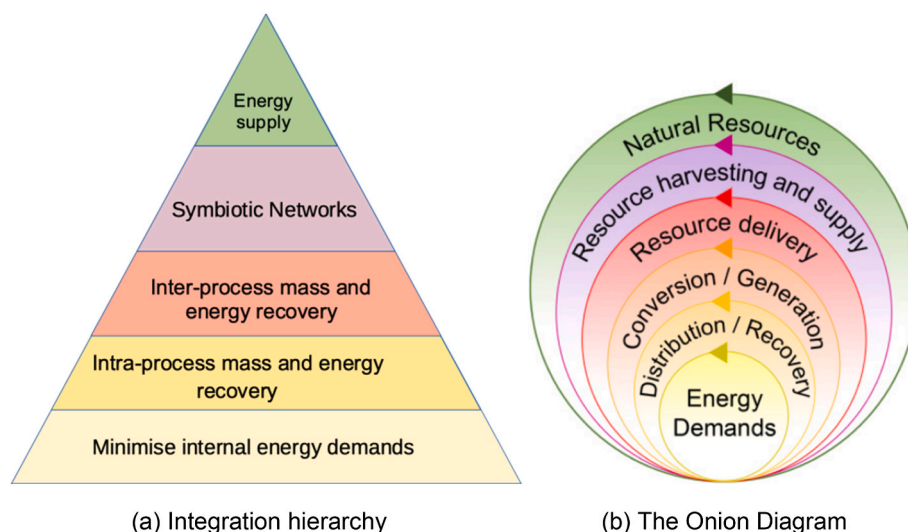 Energy
supply
Symbiotic Networks
Inter-process mass and
energy recovery
Intra-process mass and energy
recovery
Minimise internal energy demands
(a) Integration hierarchy
Natural Resources
Resource harvesting and supply
Resource delivery
Conversion / Generation
Distribution / Recovery
Energy
Demands
(b) The Onion Diagram